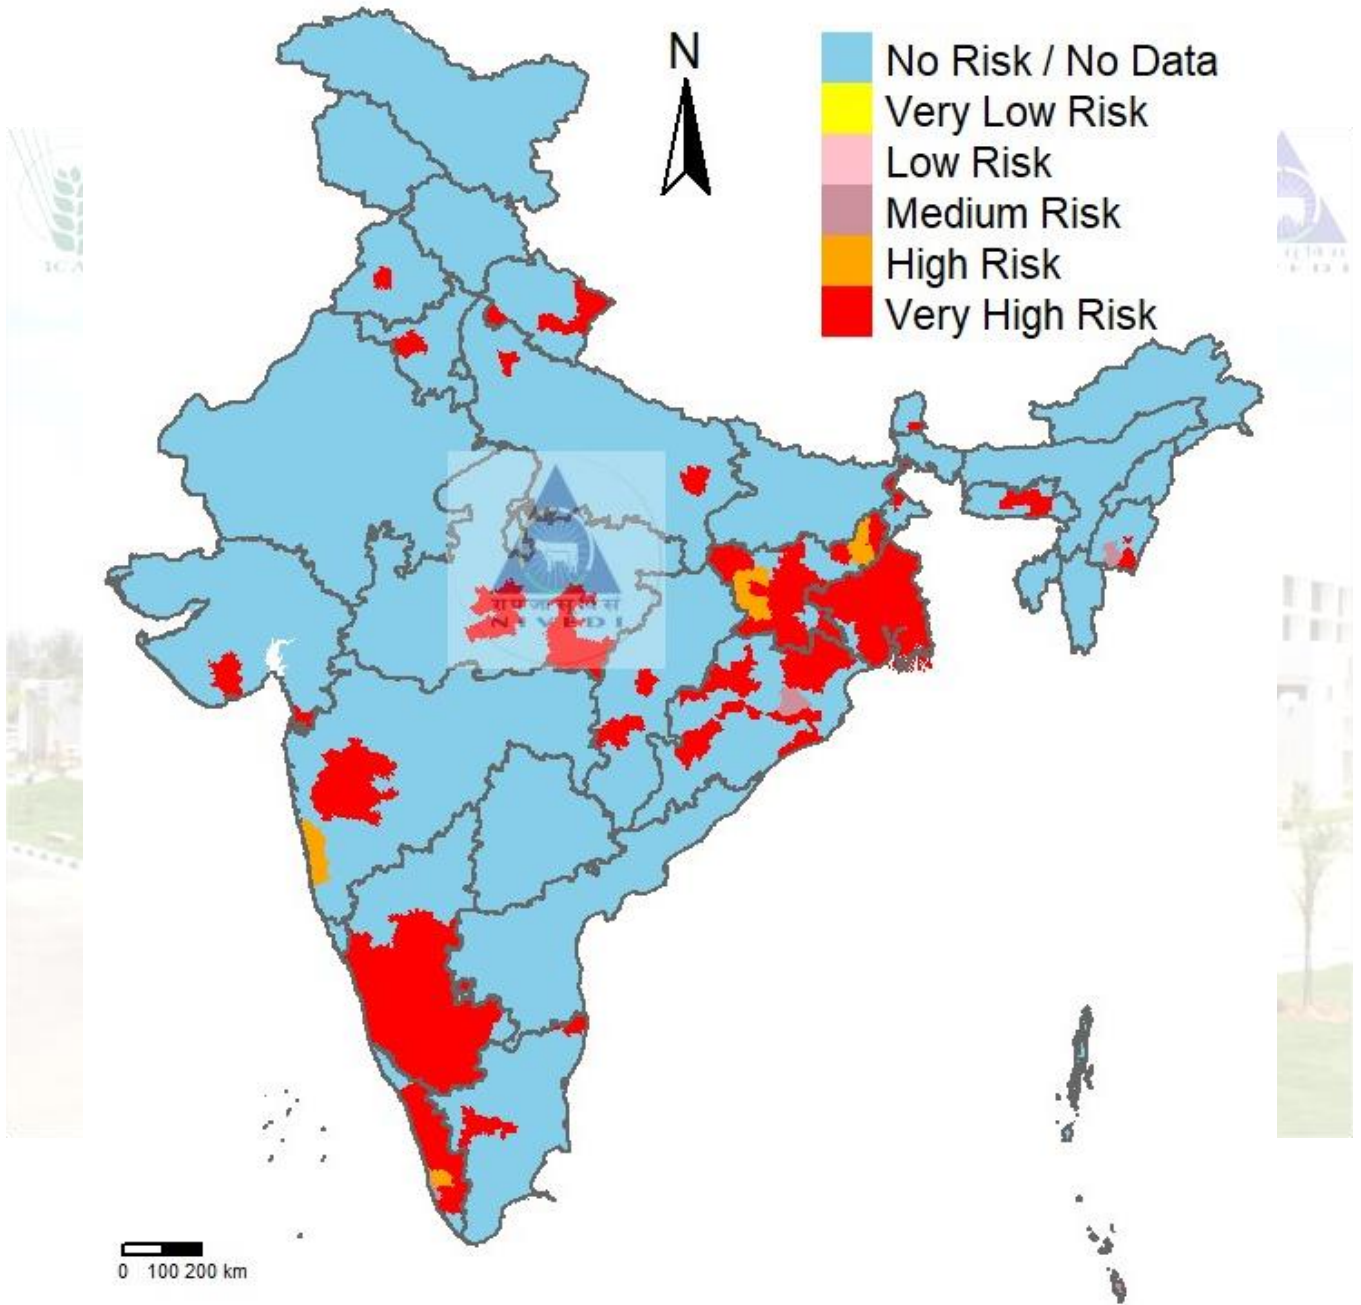 N
No Risk / No Data
Very Low Risk
Low Risk
Medium Risk
High Risk
Very High Risk
NIVEDI
0 100 200 km